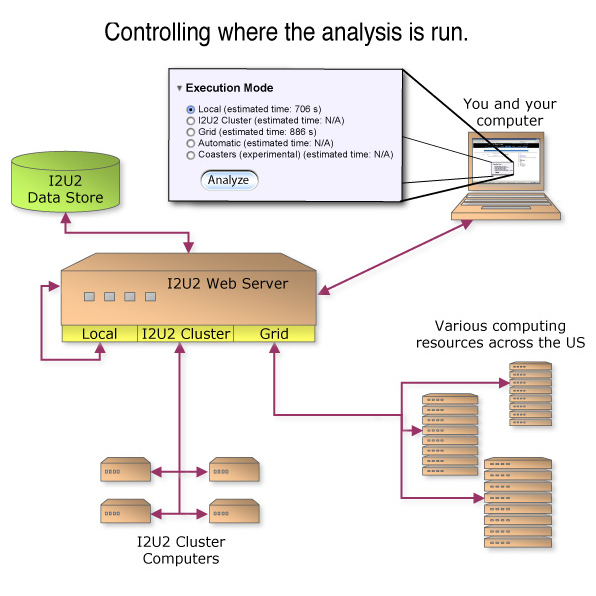 Controlling where the analysis is run.
Execution Mode
Local (estimated time: 706 s)
I2U2 Cluster (estimated time: N/A)
Grid (estimated time: 886 s)
Automatic (estimated time: N/A)
Coasters (experimental) (estimated time: N/A)
Analyze
You and your
computer
I2U2
Data Store
I2U2 Web Server
Local
I2U2 Cluster
Grid
Various computing
resources across the US
I2U2 Cluster
Computers